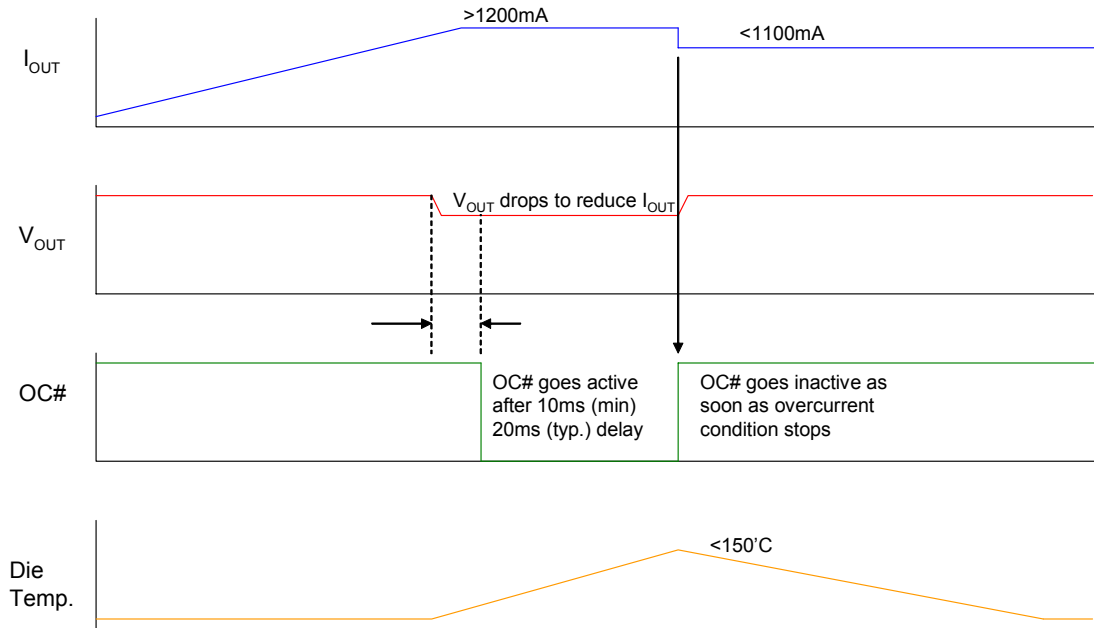 >1200mA
<1100mA
IOUT
VOUT drops to reduce IOUT
VOUT
OC#
OC# goes active
after 10ms (min)
20ms (typ.) delay
OC# goes inactive as
soon as overcurrent
condition stops
<150'C
Die
Temp.